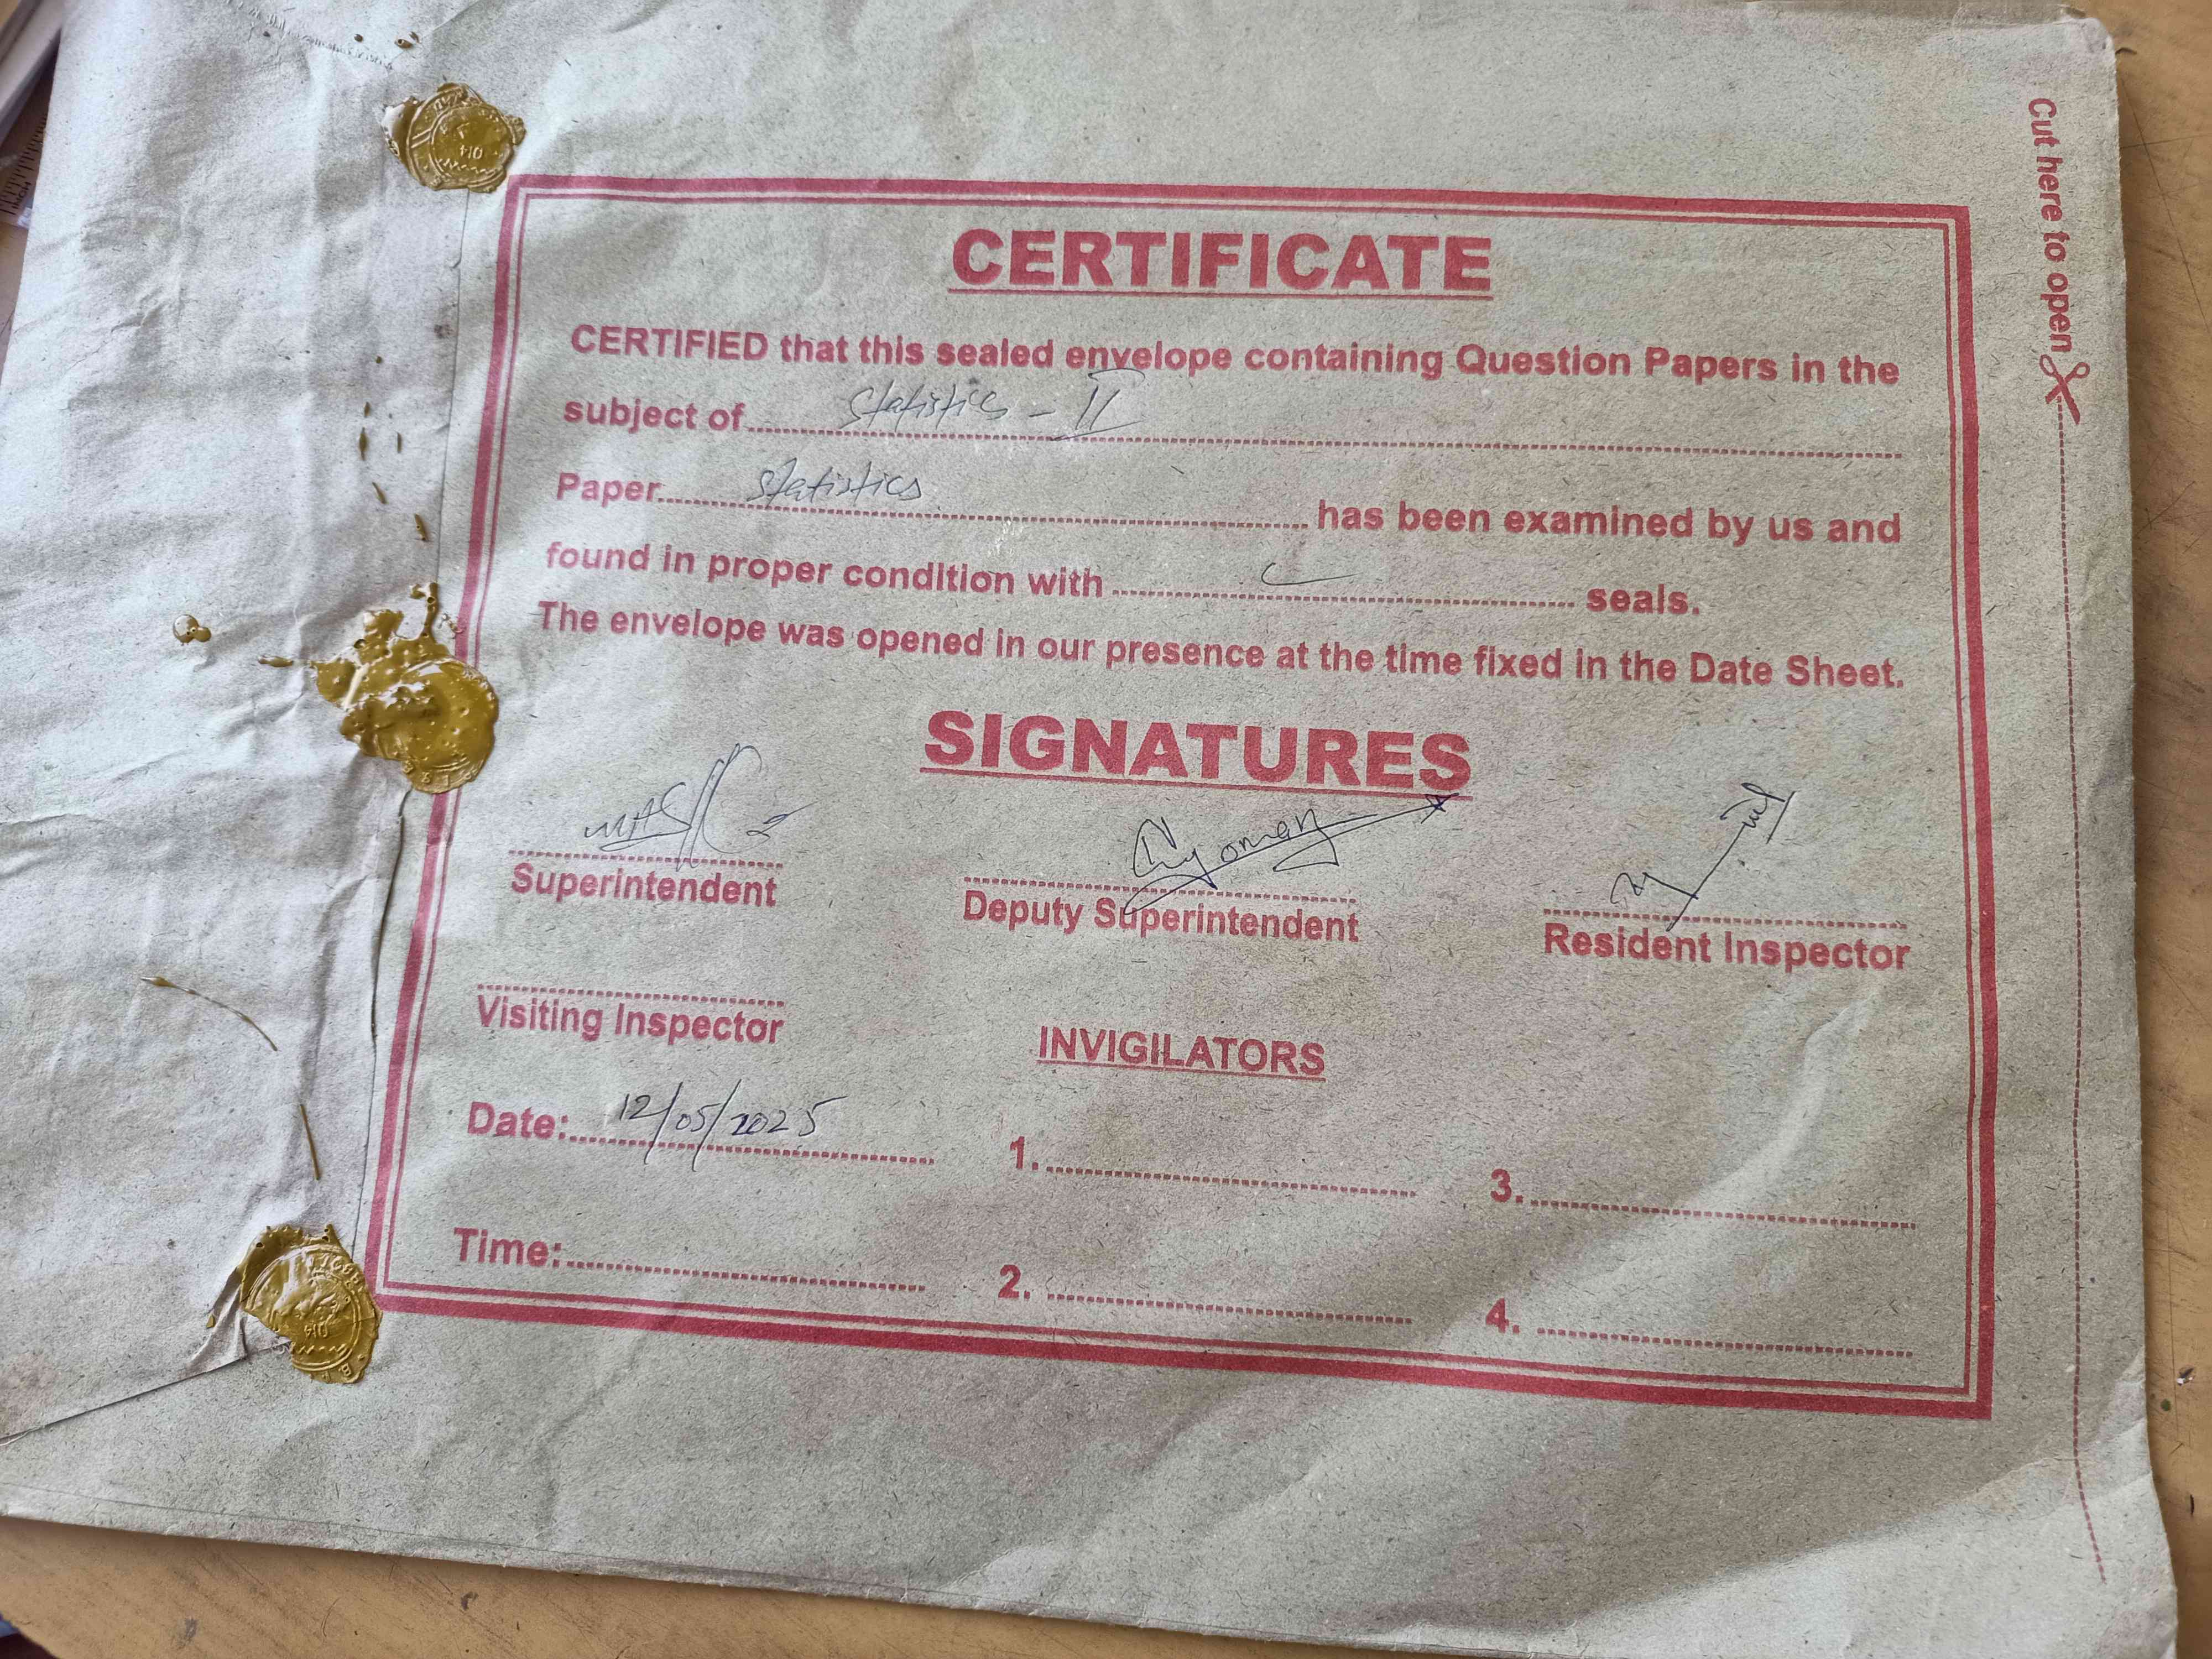 Cut here to open
CERTIFICATE
CERTIFIED that this sealed envelope containing Question Papers in the
subject of Statistics - II
Paper Statistics has been examined by us and
found in proper condition with seals.
The envelope was opened in our presence at the time fixed in the Date Sheet.
SIGNATURES
Superintendent Deputy Superintendent Resident Inspector
Visiting Inspector
INVIGILATORS
Date: 12/05/2025 1. 3.
Time: 2. 4.